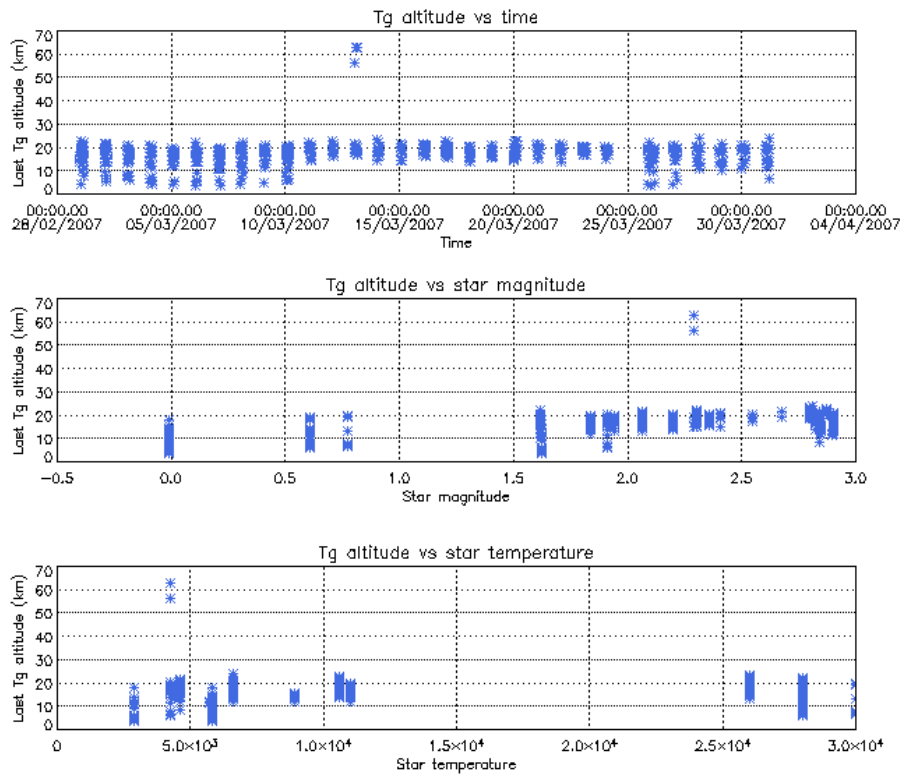 Tg altitude vs time
Last Tg altitude (km)
70
60
50
40
30
20
10
0
00:00:00 00:00:00 00:00:00 00:00:00 00:00:00 00:00:00 00:00:00 00:00:00
28/02/2007 05/03/2007 10/03/2007 15/03/2007 20/03/2007 25/03/2007 30/03/2007 04/04/2007
Time
Tg altitude vs star magnitude
Last Tg altitude (km)
70
60
50
40
30
20
10
0
-0.5 0.0 0.5 1.0 1.5 2.0 2.5 3.0
Star magnitude
Tg altitude vs star temperature
Last Tg altitude (km)
70
60
50
40
30
20
10
0
0 5.0×10³ 1.0×10⁴ 1.5×10⁴ 2.0×10⁴ 2.5×10⁴ 3.0×10⁴
Star temperature